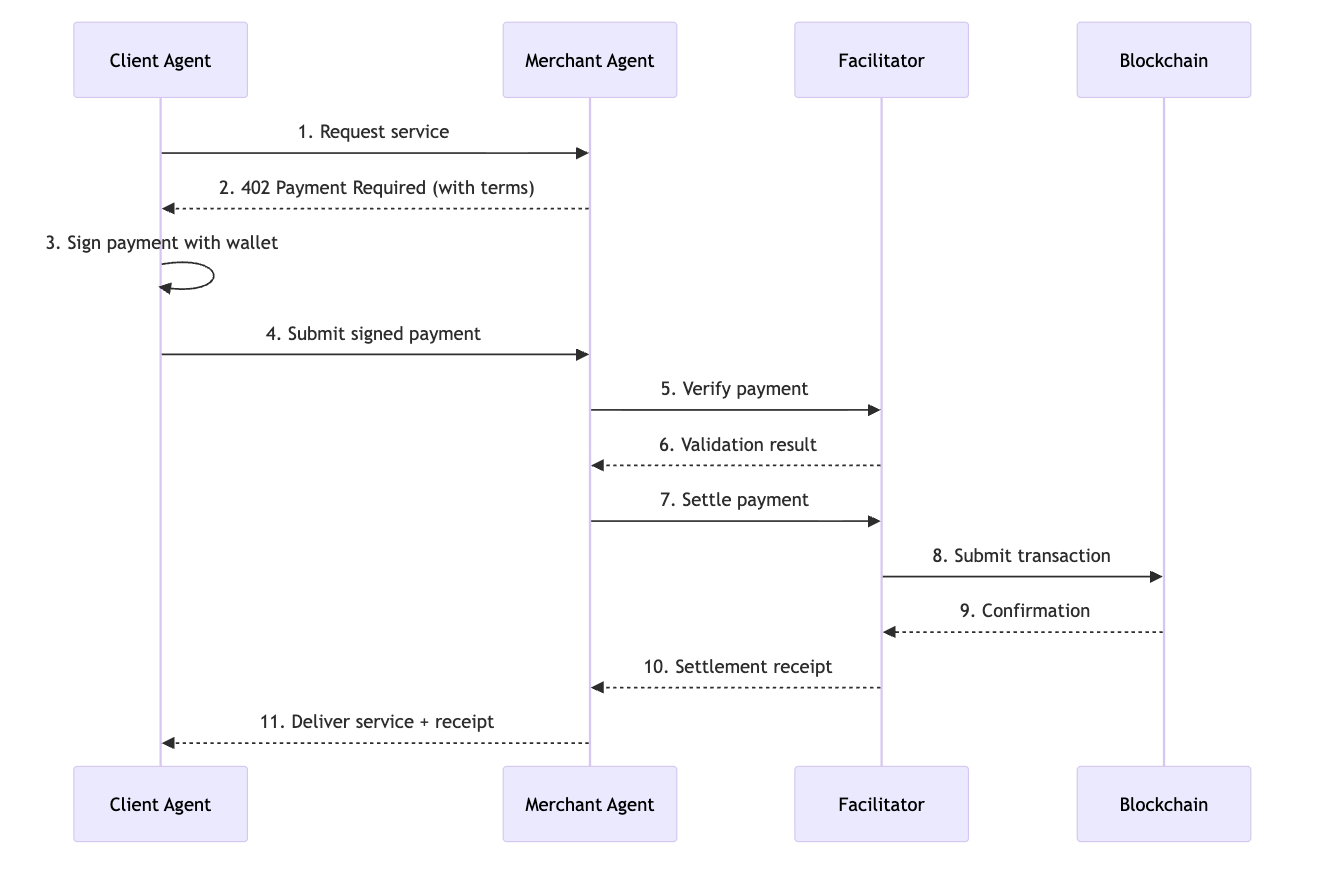 Client Agent
Merchant Agent
Facilitator
Blockchain
1. Request service
2. 402 Payment Required (with terms)
3. Sign payment with wallet
4. Submit signed payment
5. Verify payment
6. Validation result
7. Settle payment
8. Submit transaction
9. Confirmation
10. Settlement receipt
11. Deliver service + receipt
Client Agent
Merchant Agent
Facilitator
Blockchain